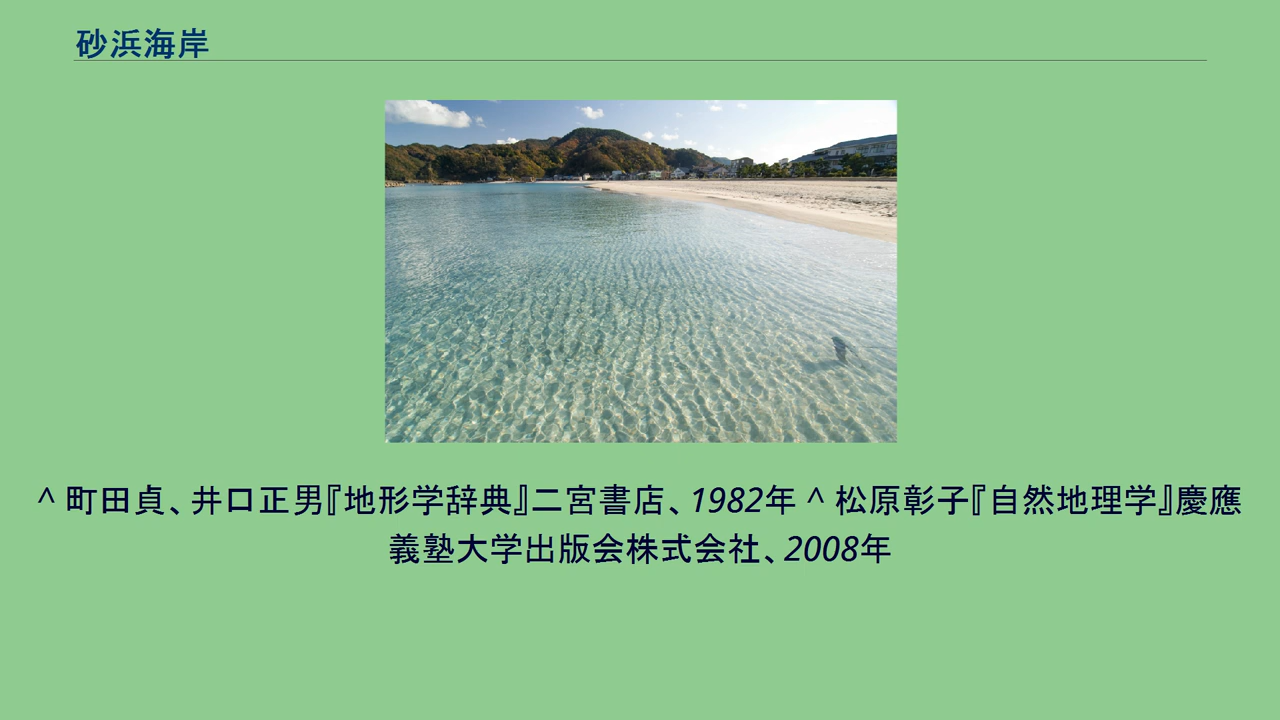 砂浜海岸
^ 町田貞、井口正男『地形学辞典』二宮書店、1982年 ^ 松原彰子『自然地理学』慶應
義塾大学出版会株式会社、2008年